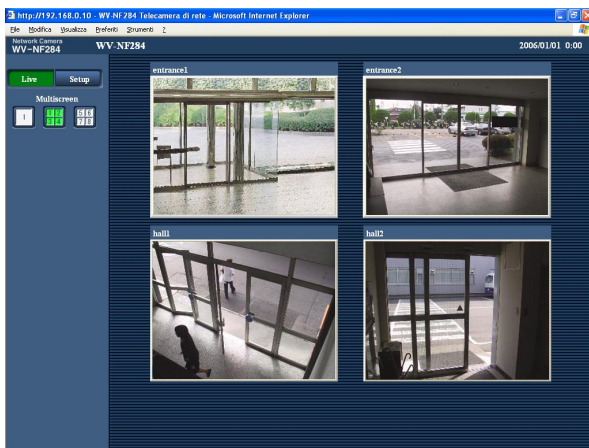 http://192.168.0.10 - WV-NF284 Telecamera di rete - Microsoft Internet Explorer
File Modifica Visualizza Preferiti Strumenti ?
Network Camera
WV-NF284
WV-NF284
2006/01/01 0:00
Live Setup
Multiscreen
1
1 2
3 4
5 6
7 8
entrance1
entrance2
hall1
hall2